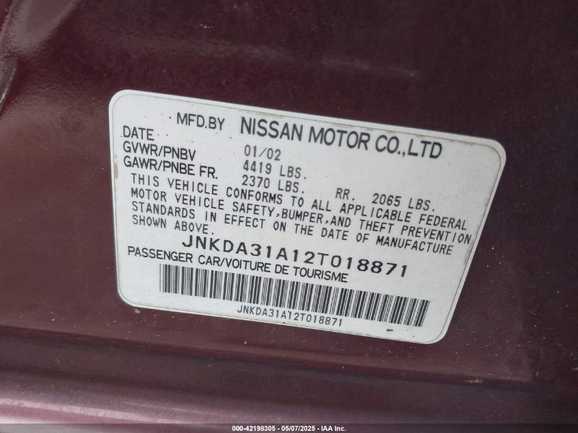 MFD.BY NISSAN MOTOR CO.,LTD
DATE 01/02
GVWR/PNBV 4419 LBS.
GAWR/PNBE FR. 2370 LBS. RR. 2065 LBS.
THIS VEHICLE CONFORMS TO ALL APPLICABLE FEDERAL
MOTOR VEHICLE SAFETY,BUMPER,AND THEFT PREVENTION
STANDARDS IN EFFECT ON THE DATE OF MANUFACTURE
SHOWN ABOVE.
JNKDA31A12T018871
PASSENGER CAR/VOITURE DE TOURISME
JNKDA31A12T018871
000-42198305 - 05/07/2025 - IAA Inc.